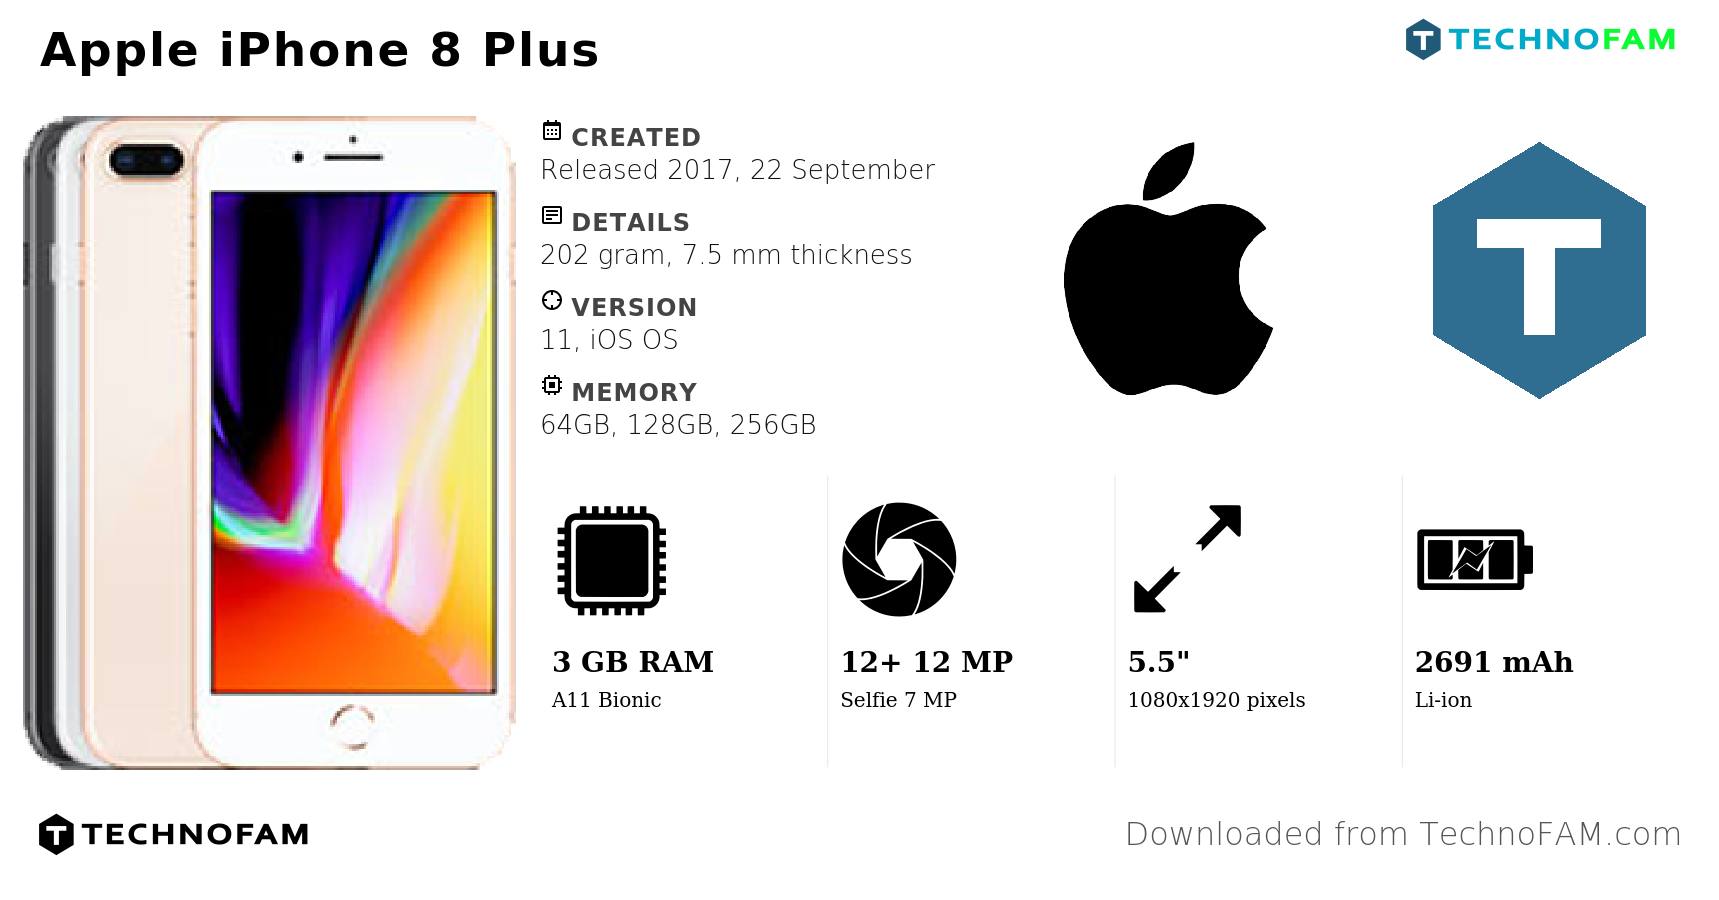 Apple iPhone 8 Plus
T TECHNOFAM
CREATED
Released 2017, 22 September
DETAILS
202 gram, 7.5 mm thickness
VERSION
11, iOS OS
MEMORY
64GB, 128GB, 256GB
T
3 GB RAM
A11 Bionic
12+ 12 MP
Selfie 7 MP
5.5"
1080x1920 pixels
2691 mAh
Li-ion
T TECHNOFAM
Downloaded from TechnoFAM.com